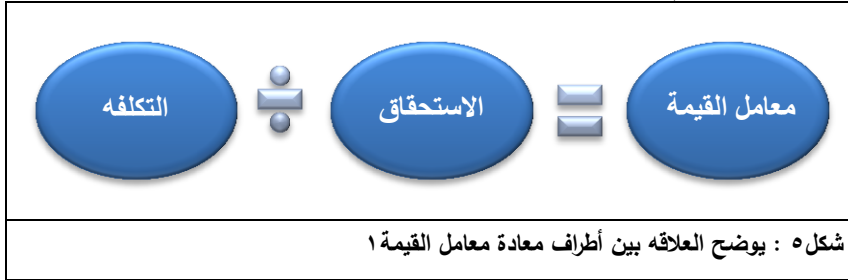 معامل القيمة = الاستحقاق ÷ التكلفه
شكل٥ : يوضح العلاقه بين أطراف معادة معامل القيمة١